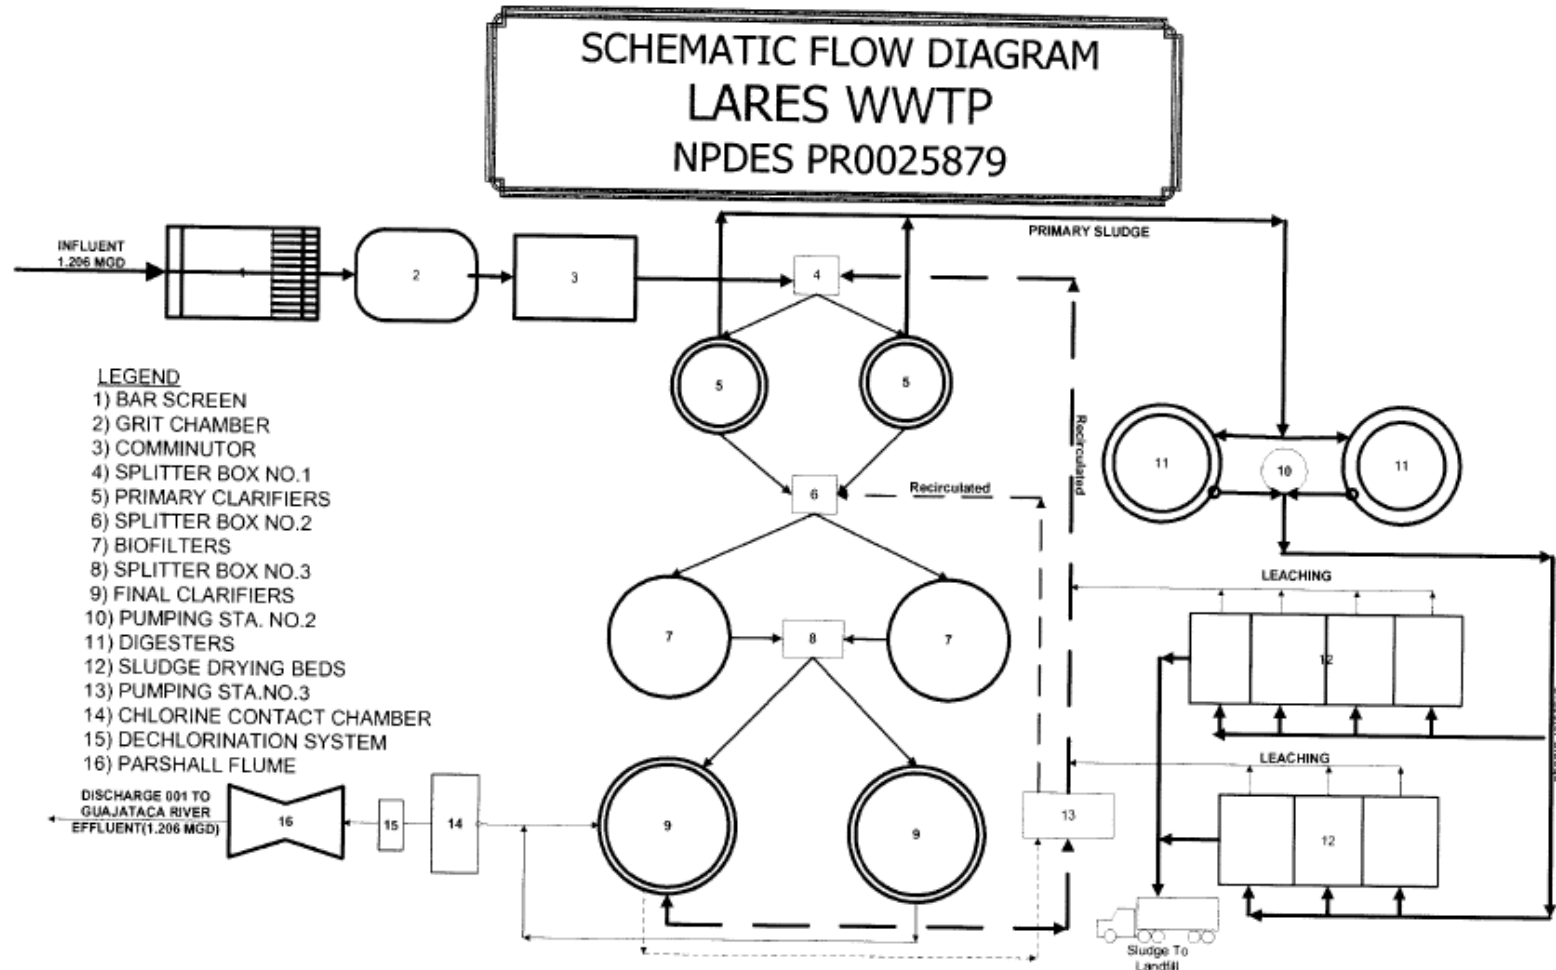 SCHEMATIC FLOW DIAGRAM
LARES WWTP
NPDES PR0025879
INFLUENT
1.206 MGD
1
2
3
4
PRIMARY SLUDGE
5
5
Recirculated
6
Recirculated
11
10
11
LEGEND
1) BAR SCREEN
2) GRIT CHAMBER
3) COMMINUTOR
4) SPLITTER BOX NO.1
5) PRIMARY CLARIFIERS
6) SPLITTER BOX NO.2
7) BIOFILTERS
8) SPLITTER BOX NO.3
9) FINAL CLARIFIERS
10) PUMPING STA. NO.2
11) DIGESTERS
12) SLUDGE DRYING BEDS
13) PUMPING STA.NO.3
14) CHLORINE CONTACT CHAMBER
15) DECHLORINATION SYSTEM
16) PARSHALL FLUME
7
8
7
LEACHING
12
LEACHING
DISCHARGE 001 TO
GUAJATACA RIVER
EFFLUENT(1.206 MGD)
16
15
14
9
9
13
12
Sludge To
Landfill